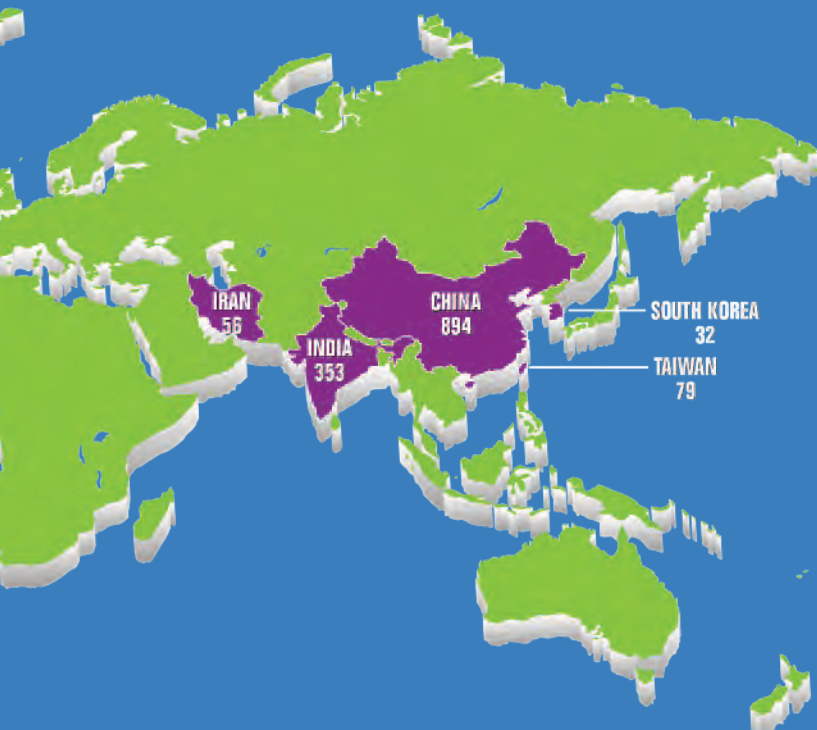 IRAN
56
CHINA
894
INDIA
353
SOUTH KOREA
32
TAIWAN
79